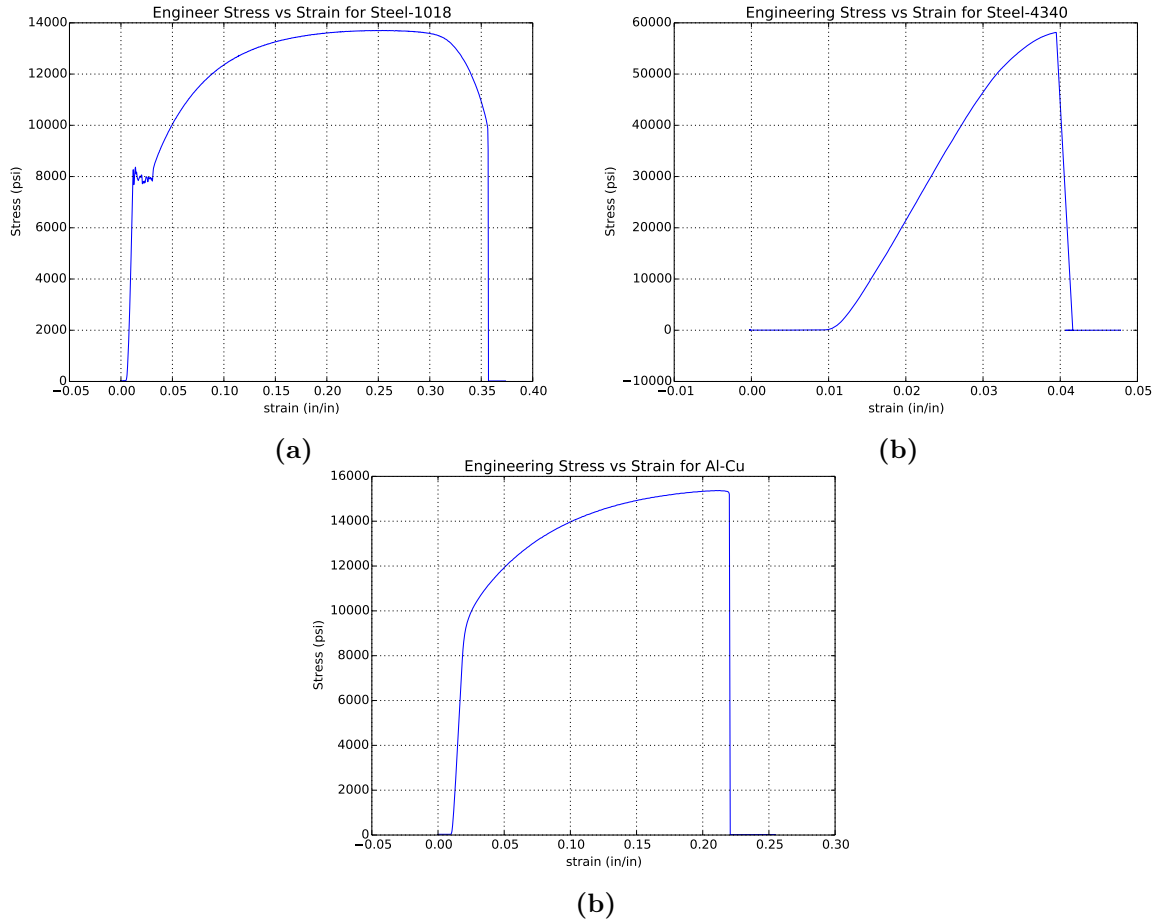 Engineer Stress vs Strain for Steel-1018
14000
12000
10000
8000
6000
4000
2000
0
Stress (psi)
−0.05 0.00 0.05 0.10 0.15 0.20 0.25 0.30 0.35 0.40
strain (in/in)
(a)
Engineering Stress vs Strain for Steel-4340
60000
50000
40000
30000
20000
10000
0
−10000
Stress (psi)
−0.01 0.00 0.01 0.02 0.03 0.04 0.05
strain (in/in)
(b)
Engineering Stress vs Strain for Al-Cu
16000
14000
12000
10000
8000
6000
4000
2000
0
Stress (psi)
−0.05 0.00 0.05 0.10 0.15 0.20 0.25 0.30
strain (in/in)
(b)